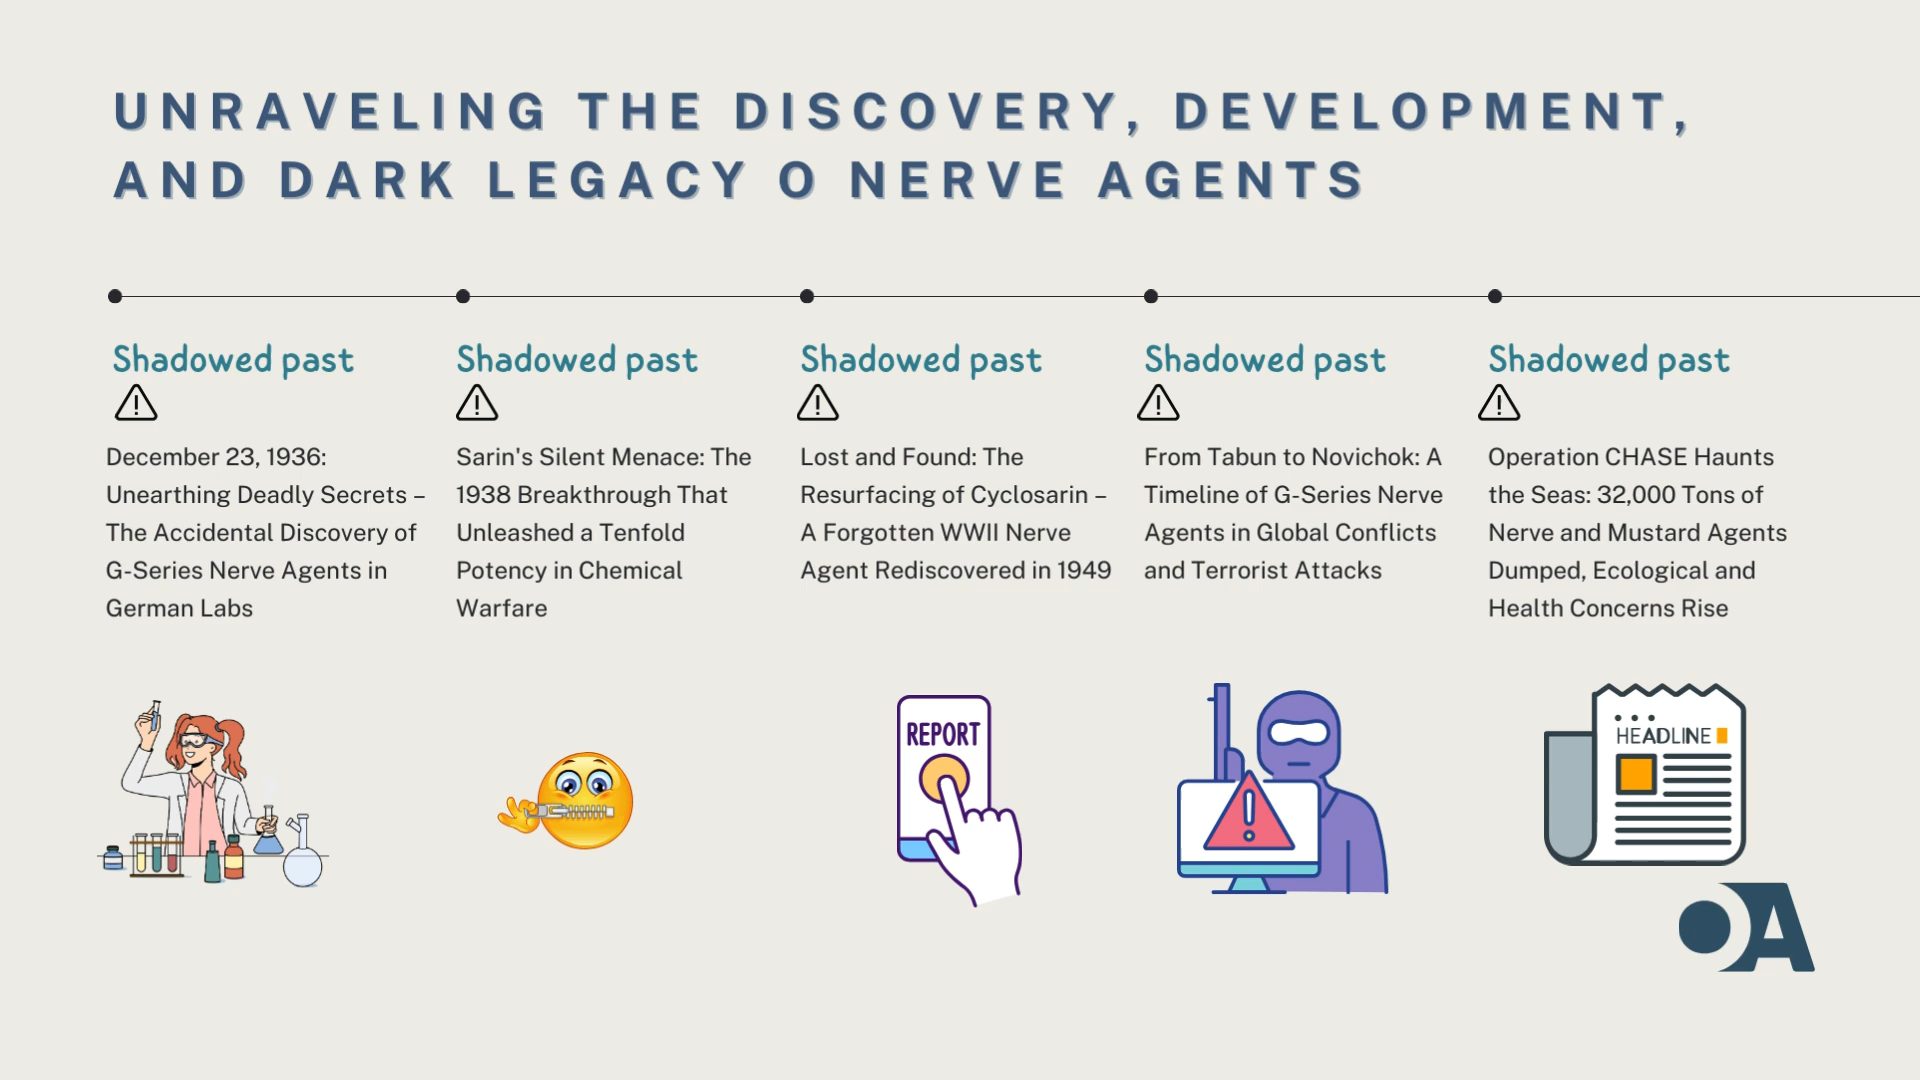 UNRAVELING THE DISCOVERY, DEVELOPMENT,
AND DARK LEGACY O NERVE AGENTS
Shadowed past
December 23, 1936:
Unearthing Deadly Secrets –
The Accidental Discovery of
G-Series Nerve Agents in
German Labs
Shadowed past
Sarin's Silent Menace: The
1938 Breakthrough That
Unleashed a Tenfold
Potency in Chemical
Warfare
Shadowed past
Lost and Found: The
Resurfacing of Cyclosarin –
A Forgotten WWII Nerve
Agent Rediscovered in 1949
Shadowed past
From Tabun to Novichok: A
Timeline of G-Series Nerve
Agents in Global Conflicts
and Terrorist Attacks
Shadowed past
Operation CHASE Haunts
the Seas: 32,000 Tons of
Nerve and Mustard Agents
Dumped, Ecological and
Health Concerns Rise
REPORT
HEADLINE
OA